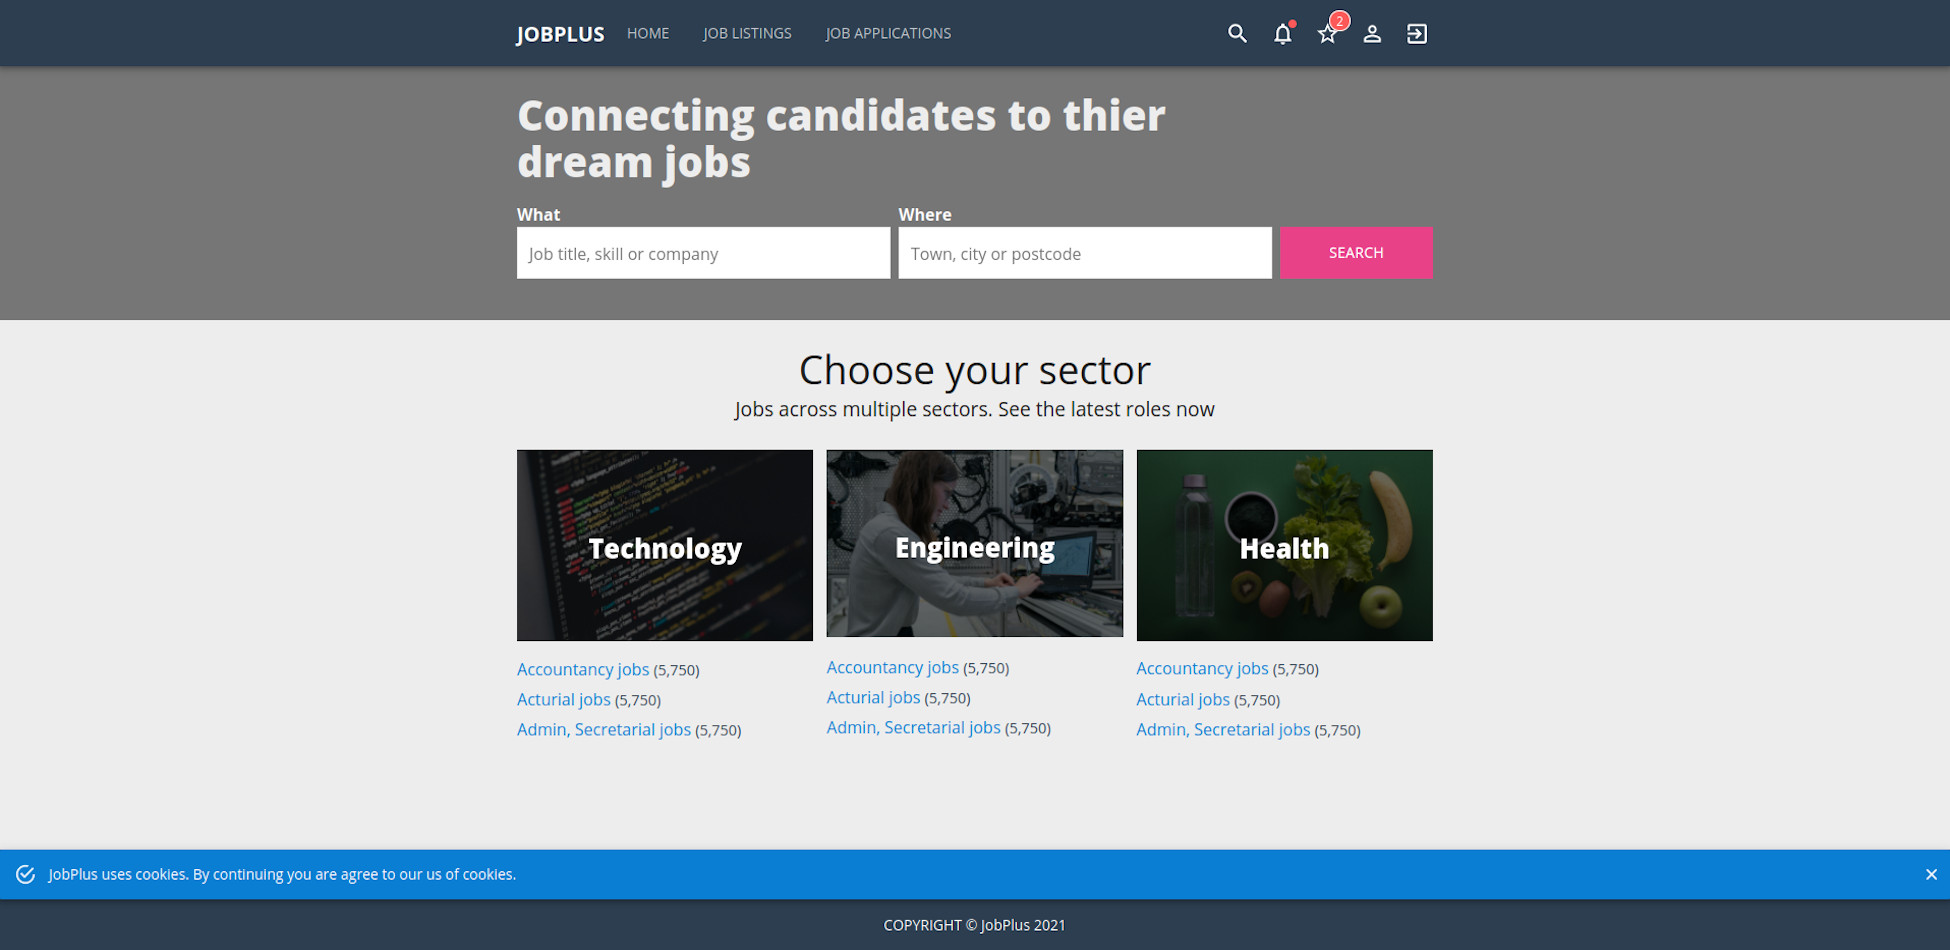 JOBPLUS HOME JOB LISTINGS JOB APPLICATIONS 2
Connecting candidates to thier
dream jobs
What Where
Job title, skill or company Town, city or postcode SEARCH
Choose your sector
Jobs across multiple sectors. See the latest roles now
Technology Engineering Health
Accountancy jobs (5,750) Accountancy jobs (5,750) Accountancy jobs (5,750)
Acturial jobs (5,750) Acturial jobs (5,750) Acturial jobs (5,750)
Admin, Secretarial jobs (5,750) Admin, Secretarial jobs (5,750) Admin, Secretarial jobs (5,750)
JobPlus uses cookies. By continuing you are agree to our us of cookies.
COPYRIGHT © JobPlus 2021